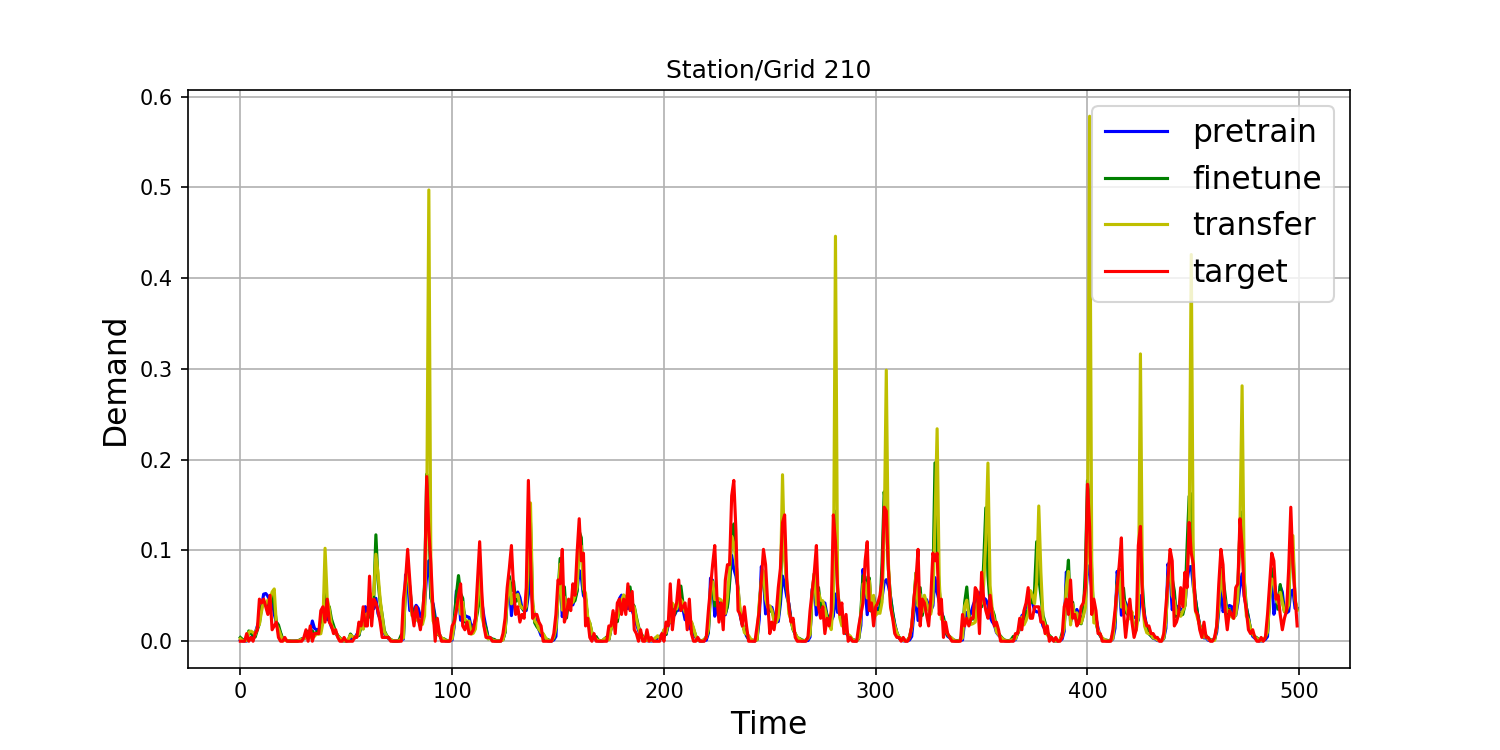 Station/Grid 210
0.6
0.5
0.4
0.3
0.2
0.1
0.0
Demand
pretrain
finetune
transfer
target
0 100 200 300 400 500
Time